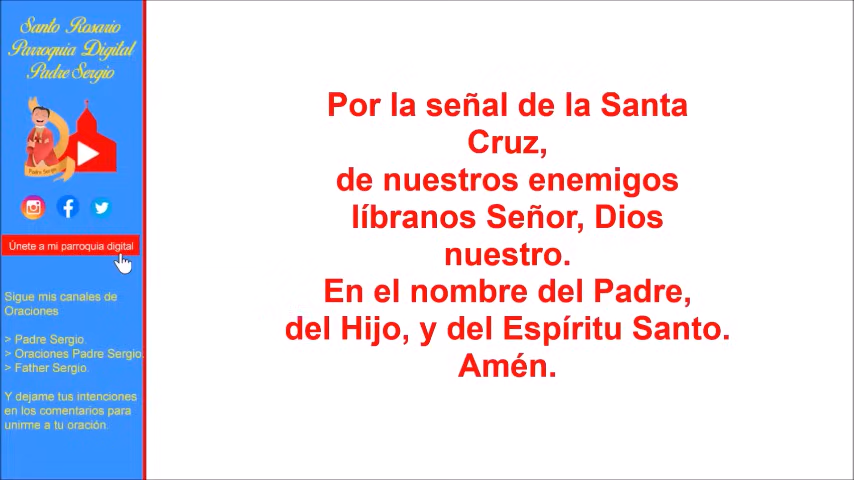 Santo Rosario
Parroquia Digital
Padre Sergio
Padre Sergio
Únete a mi parroquia digital
Sigue mis canales de
Oraciones
> Padre Sergio.
> Oraciones Padre Sergio.
> Father Sergio.
Y dejame tus intenciones
en los comentarios para
unirme a tu oración.
Por la señal de la Santa
Cruz,
de nuestros enemigos
líbranos Señor, Dios
nuestro.
En el nombre del Padre,
del Hijo, y del Espíritu Santo.
Amén.